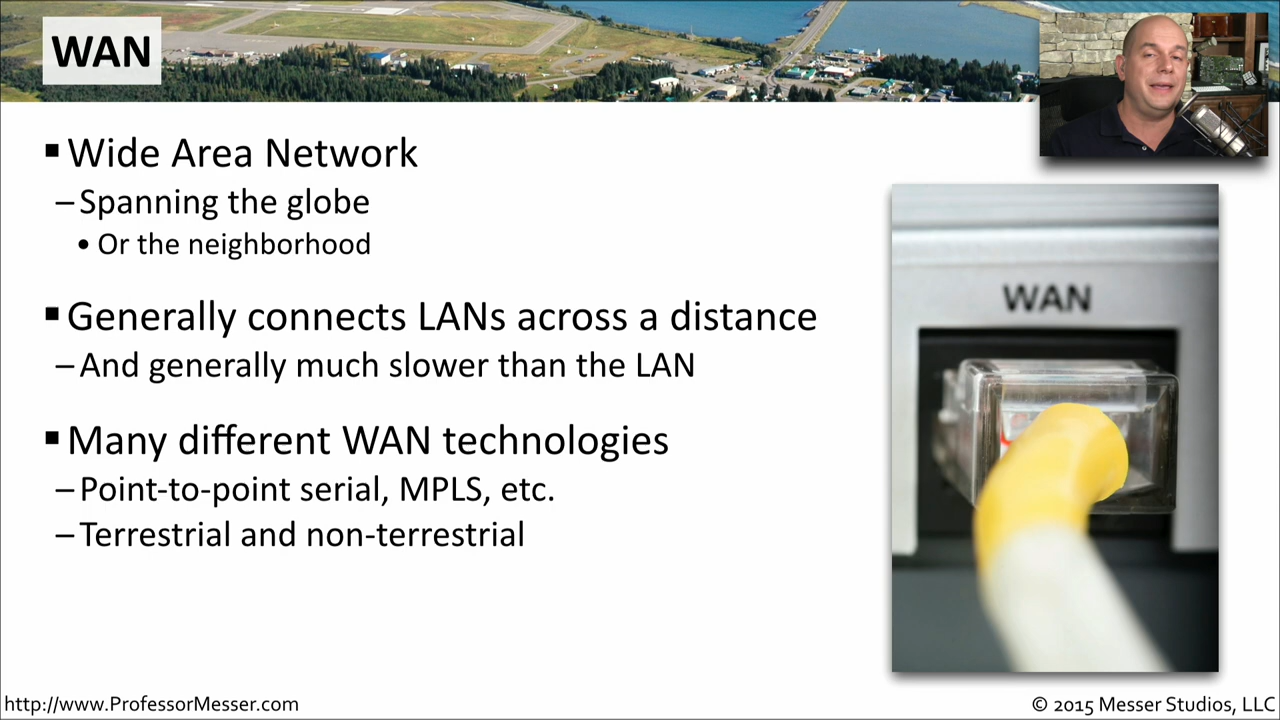 WAN
▪ Wide Area Network
– Spanning the globe
• Or the neighborhood
▪ Generally connects LANs across a distance
– And generally much slower than the LAN
▪ Many different WAN technologies
– Point-to-point serial, MPLS, etc.
– Terrestrial and non-terrestrial
WAN
http://www.ProfessorMesser.com
© 2015 Messer Studios, LLC